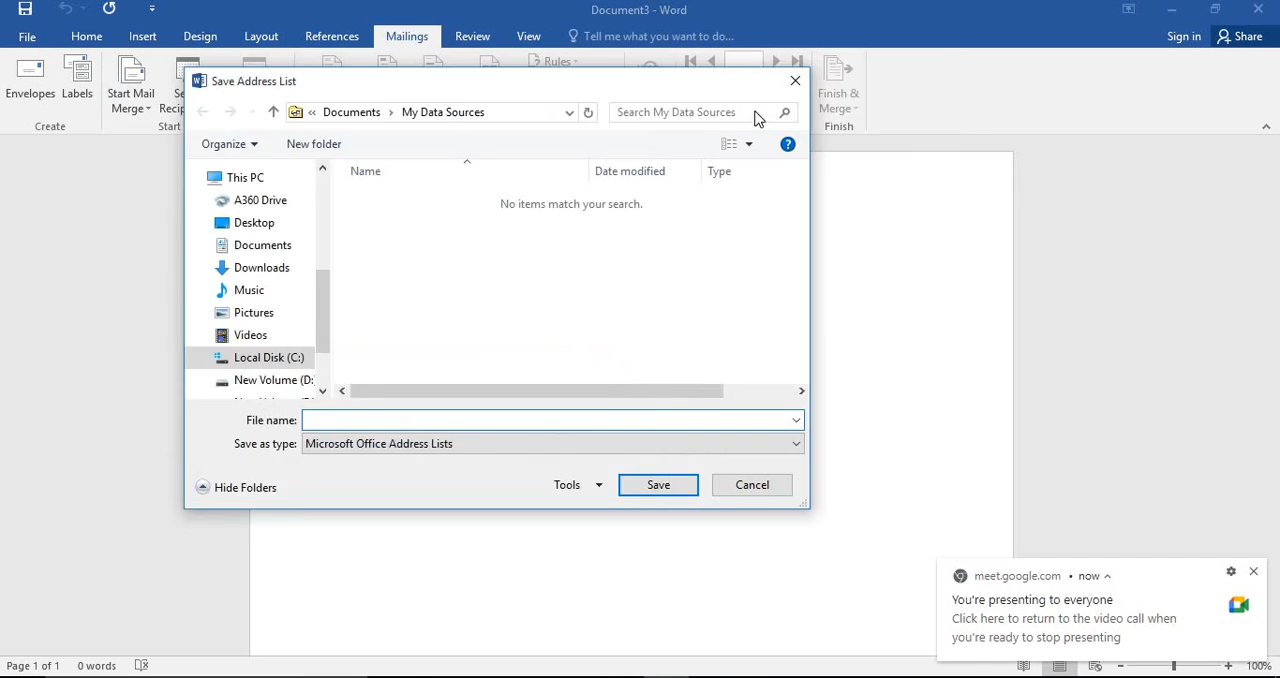 Document3 - Word
File Home Insert Design Layout References Mailings Review View Tell me what you want to do... Sign in Share
Rules
Envelopes Labels Start Mail Merge
Finish & Merge
Create Start Finish
Save Address List
« Documents › My Data Sources
Search My Data Sources
Organize New folder
Name Date modified Type
No items match your search.
This PC
A360 Drive
Desktop
Documents
Downloads
Music
Pictures
Videos
Local Disk (C:)
New Volume (D:
File name:
Save as type: Microsoft Office Address Lists
Hide Folders Tools Save Cancel
meet.google.com • now
You're presenting to everyone
Click here to return to the video call when
you're ready to stop presenting
Page 1 of 1 0 words 100%